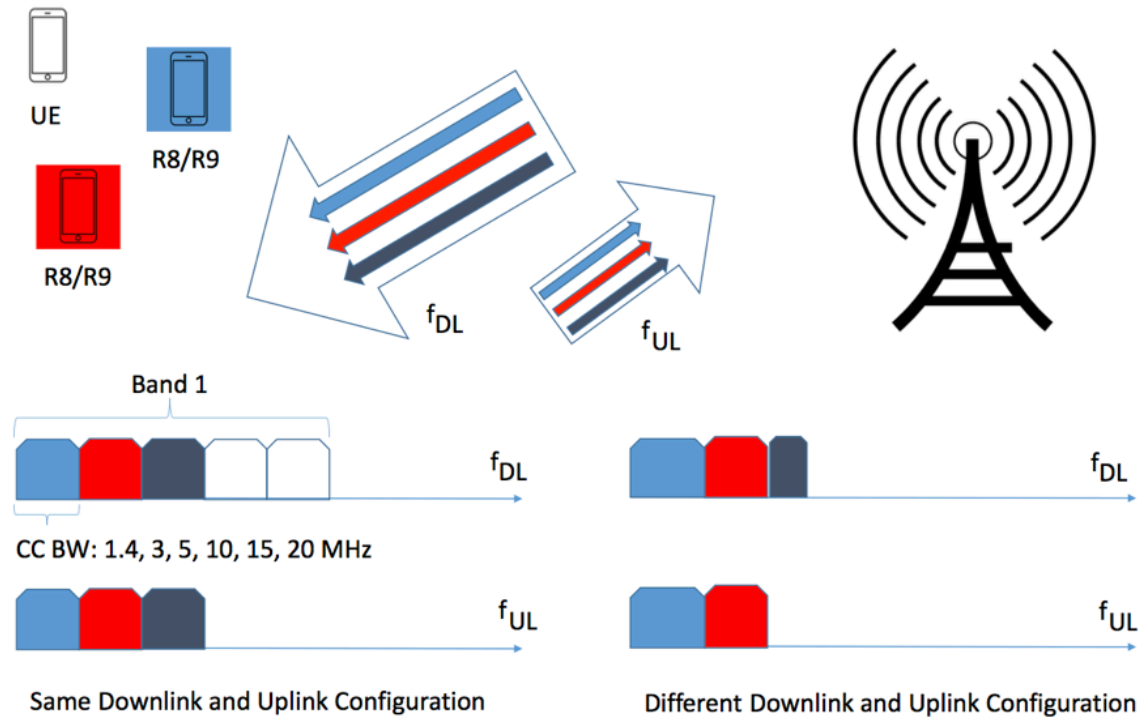 UE
R8/R9
R8/R9
fDL
fUL
Band 1
fDL
fDL
CC BW: 1.4, 3, 5, 10, 15, 20 MHz
fUL
fUL
Same Downlink and Uplink Configuration
Different Downlink and Uplink Configuration